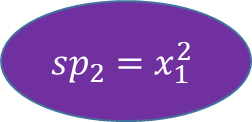 sp₂ = x₁²